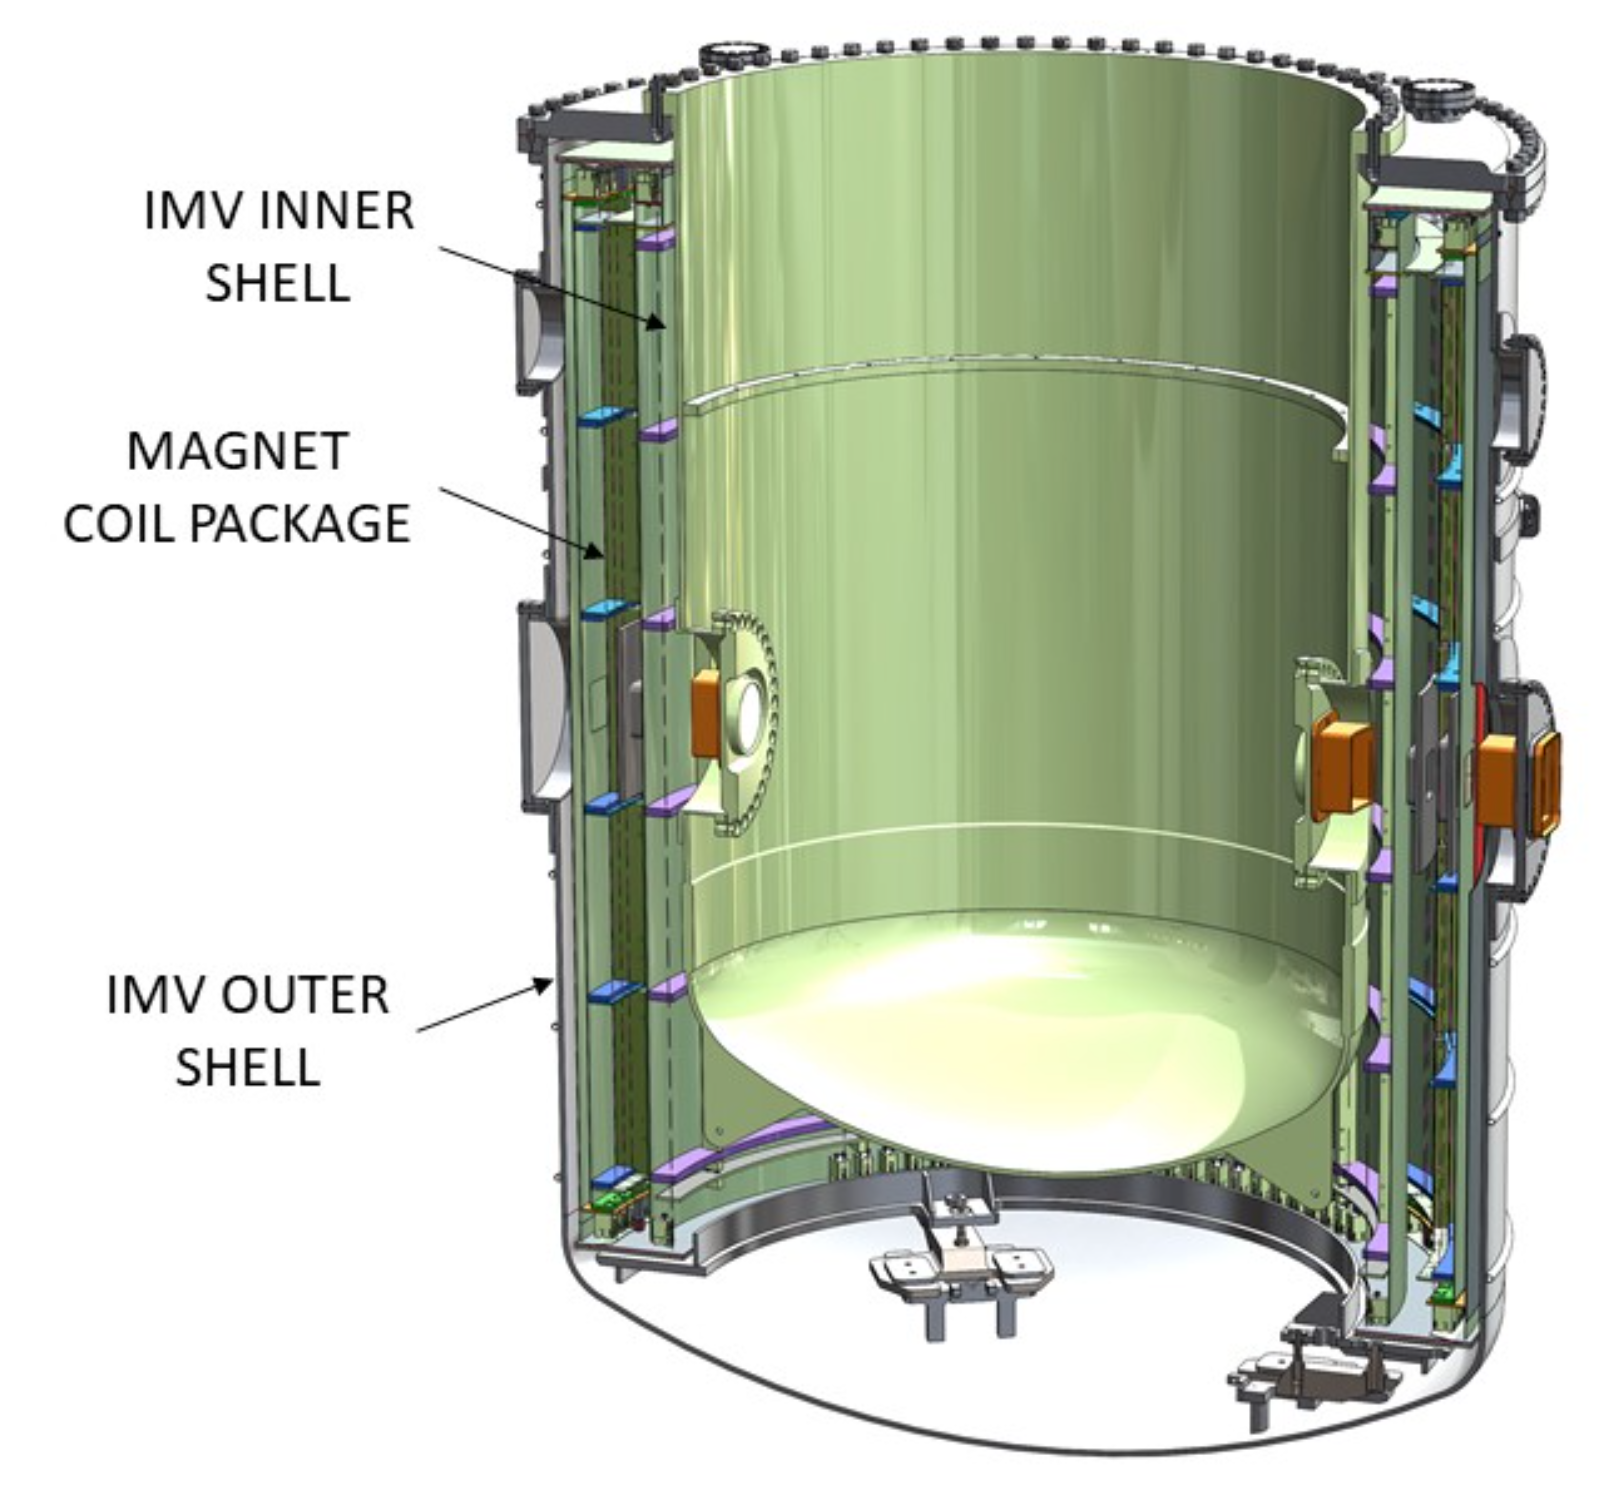 IMV INNER
SHELL
MAGNET
COIL PACKAGE
IMV OUTER
SHELL